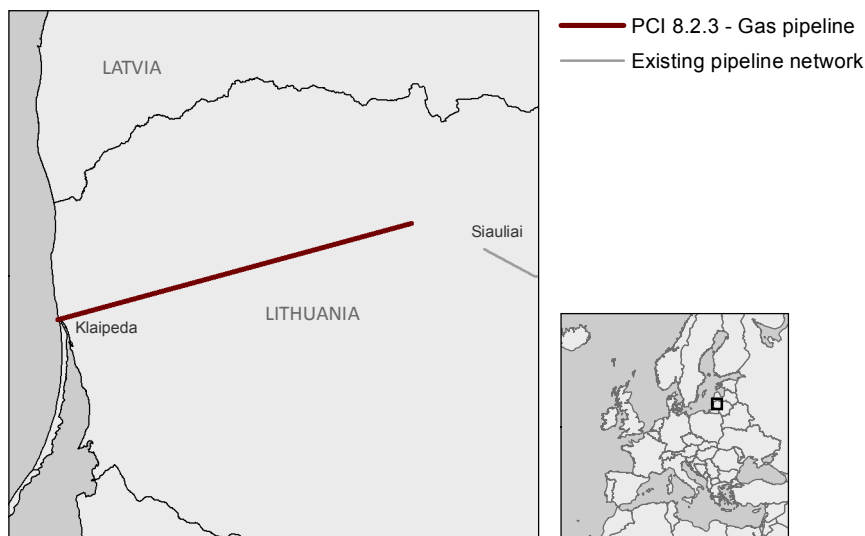 PCI 8.2.3 - Gas pipeline
Existing pipeline network
LATVIA
Siauliai
LITHUANIA
Klaipeda